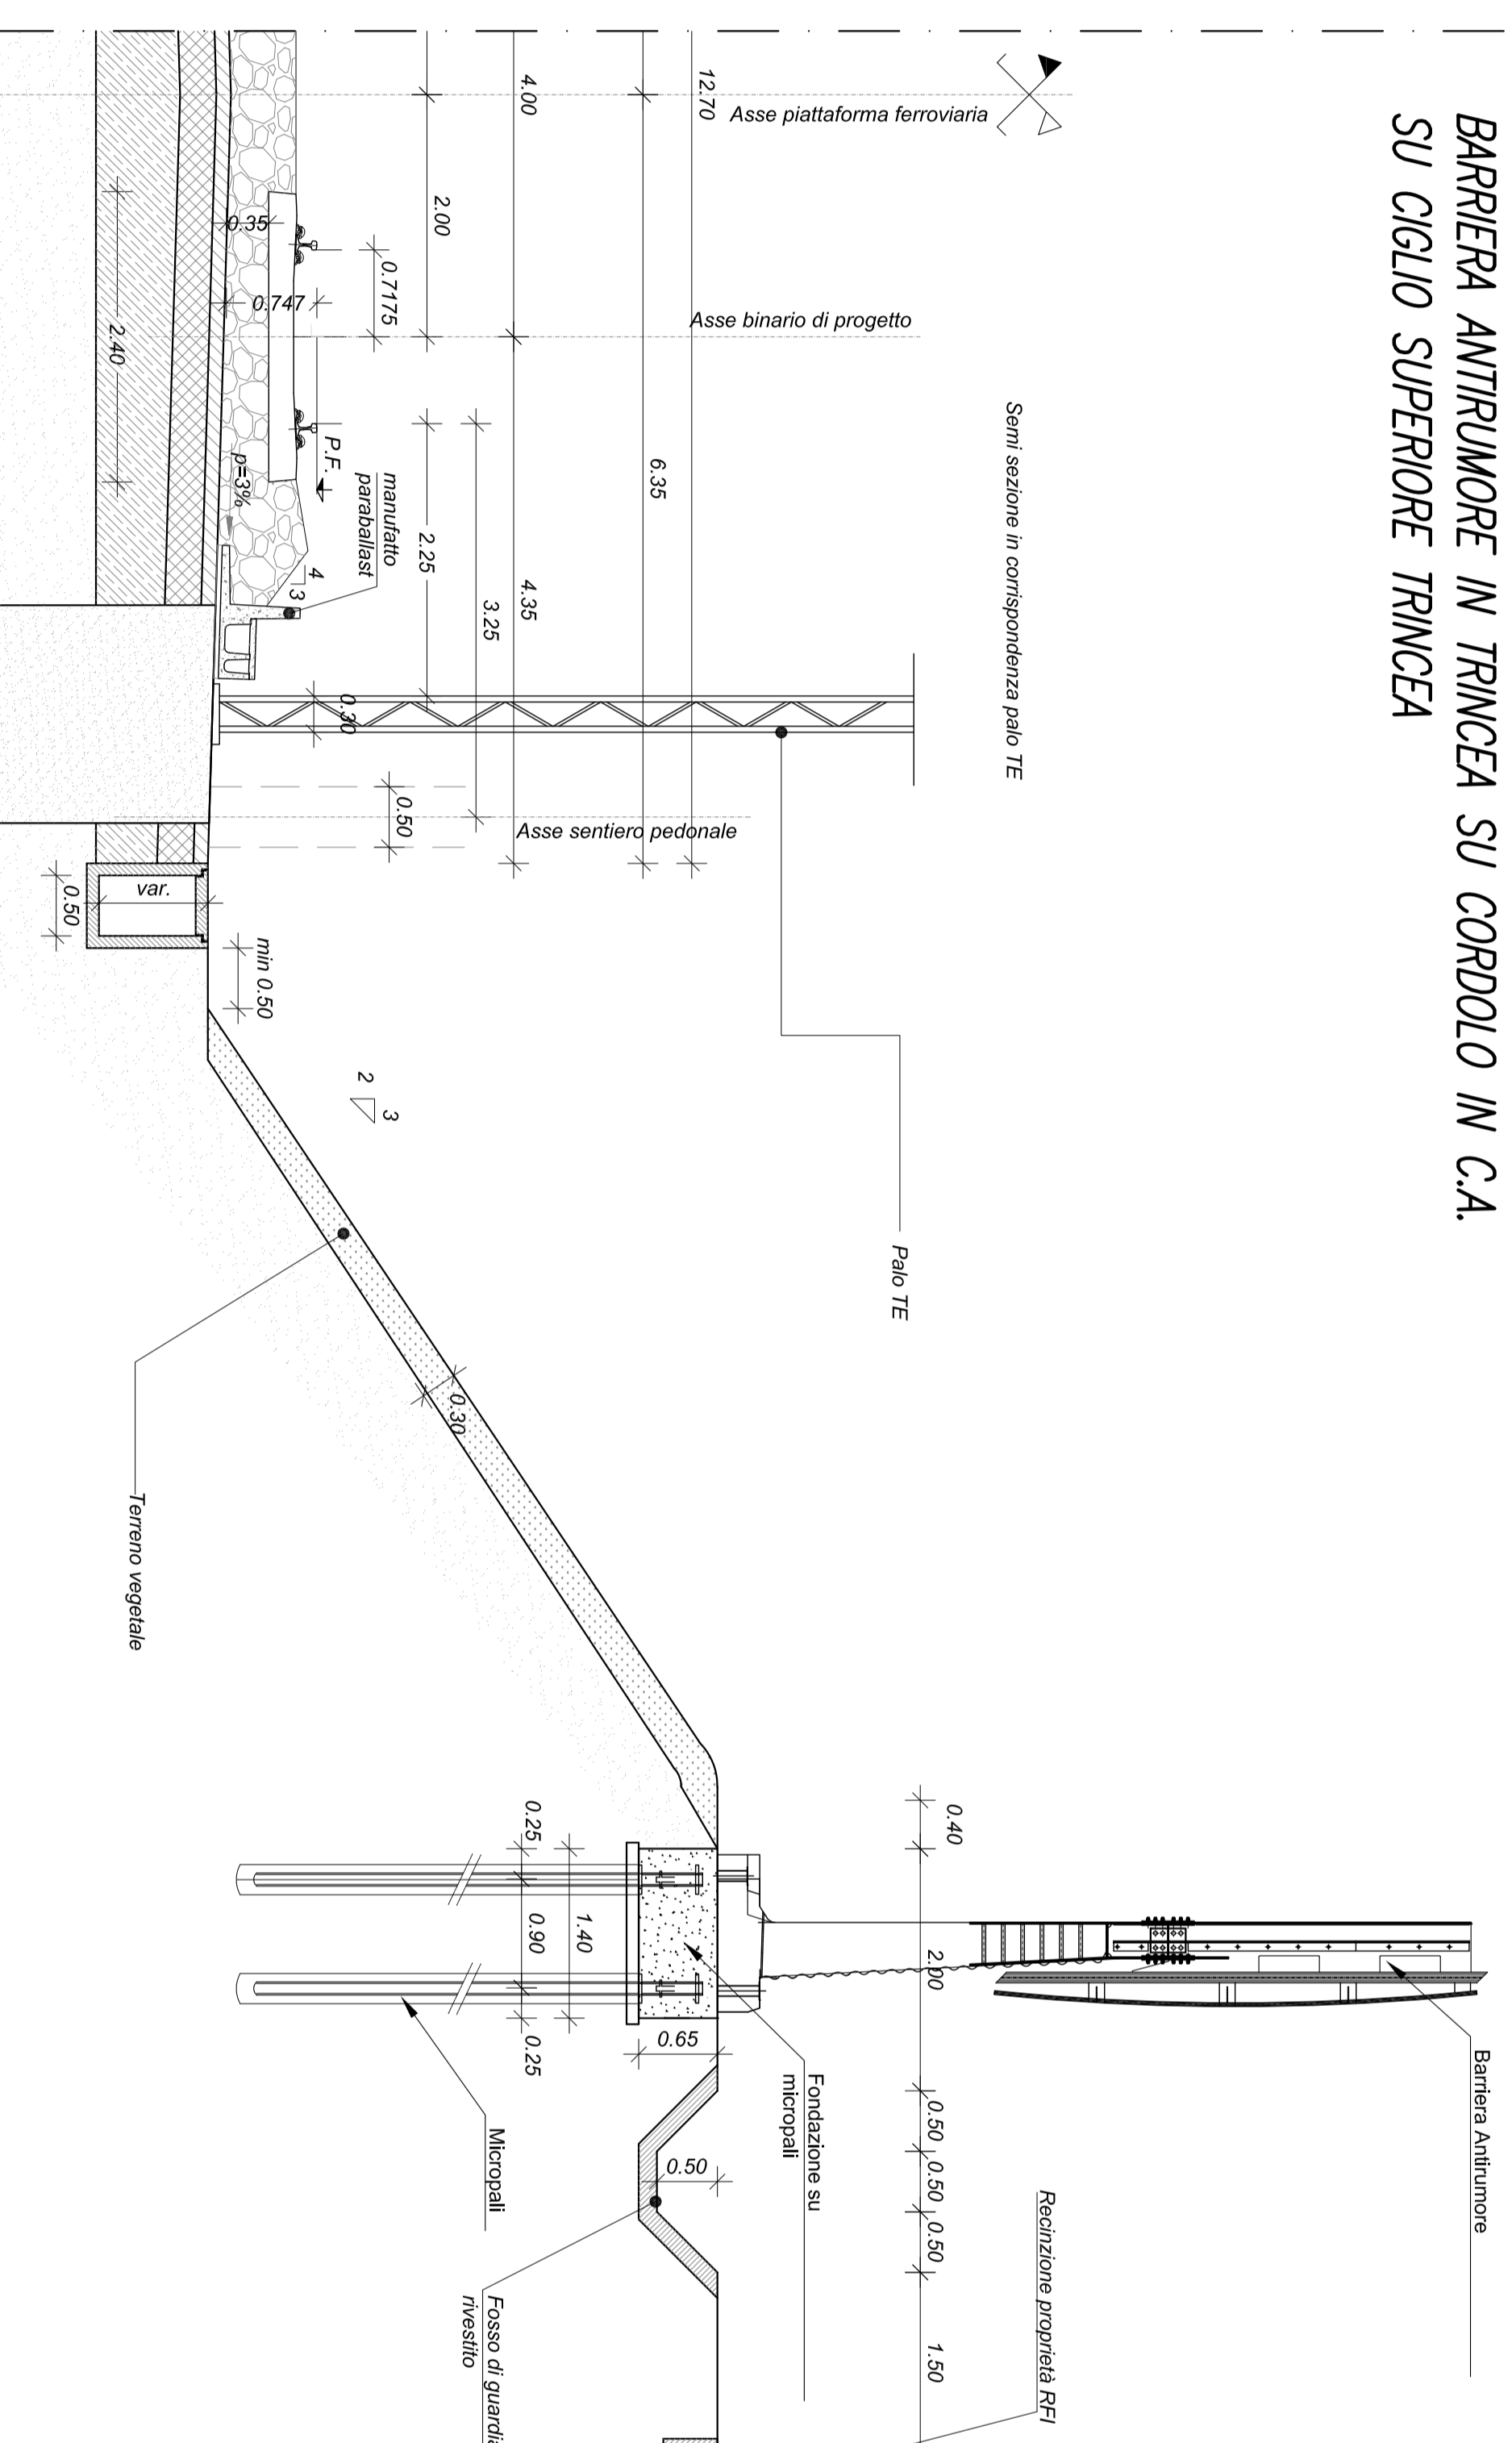 BARRIERA ANTIRUMORE IN TRINCEA SU CORDOLO IN C.A.
SU CIGLIO SUPERIORE TRINCEA
Semi sezione in corrispondenza palo TE
Asse piattaforma ferroviaria
Asse binario di progetto
Asse sentiero pedonale
12.70
6.35
4.00
4.35
3.25
2.00
2.25
0.7175
0.50
0.35
0.747
P.F.
manufatto
paraballast
4
3
p=3%
0.30
2.40
var.
0.50
min 0.50
2
3
Palo TE
0.30
Terreno vegetale
Barriera Antirumore
Recinzione proprietà RFI
0.40
2.00
0.50
0.50
0.50
1.50
Fondazione su
micropali
0.65
0.50
1.40
0.25
0.90
0.25
Micropali
Fosso di guardia
rivestito